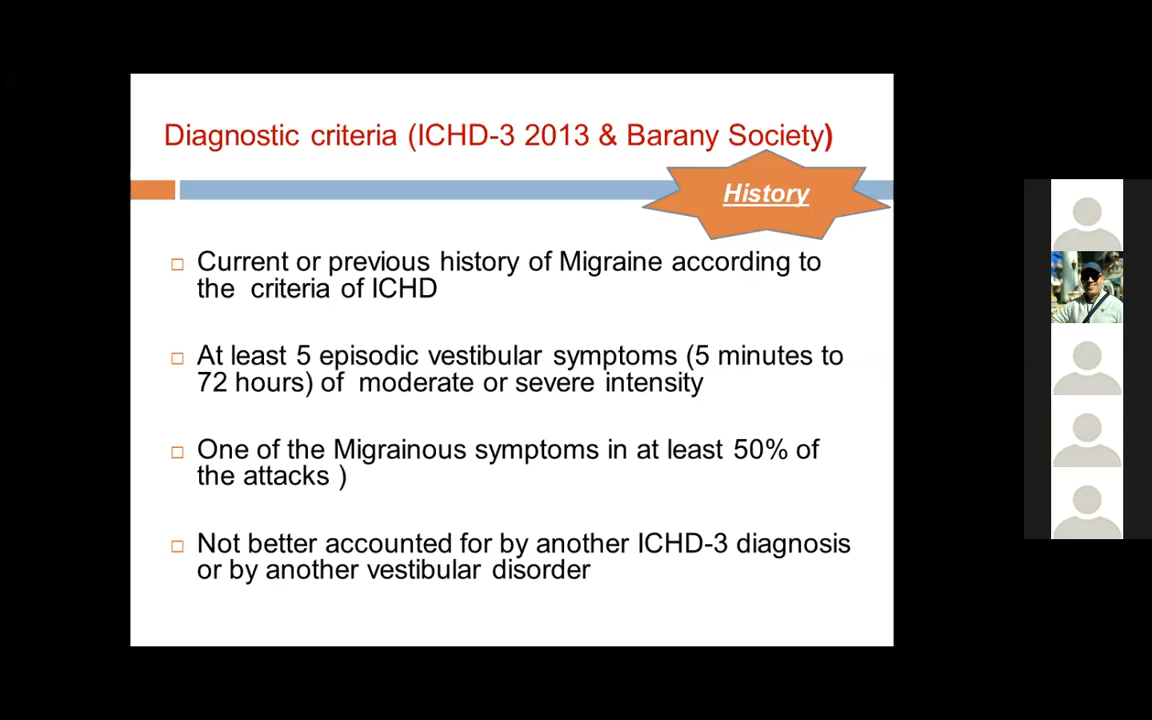 Diagnostic criteria (ICHD-3 2013 & Barany Society)
History
Current or previous history of Migraine according to
the criteria of ICHD
At least 5 episodic vestibular symptoms (5 minutes to
72 hours) of moderate or severe intensity
One of the Migrainous symptoms in at least 50% of
the attacks )
Not better accounted for by another ICHD-3 diagnosis
or by another vestibular disorder